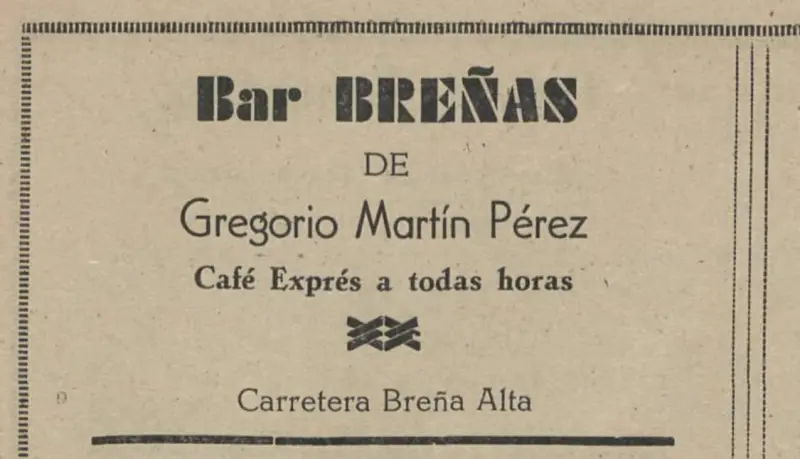 Bar BREÑAS
DE
Gregorio Martín Pérez
Café Exprés a todas horas
Carretera Breña Alta